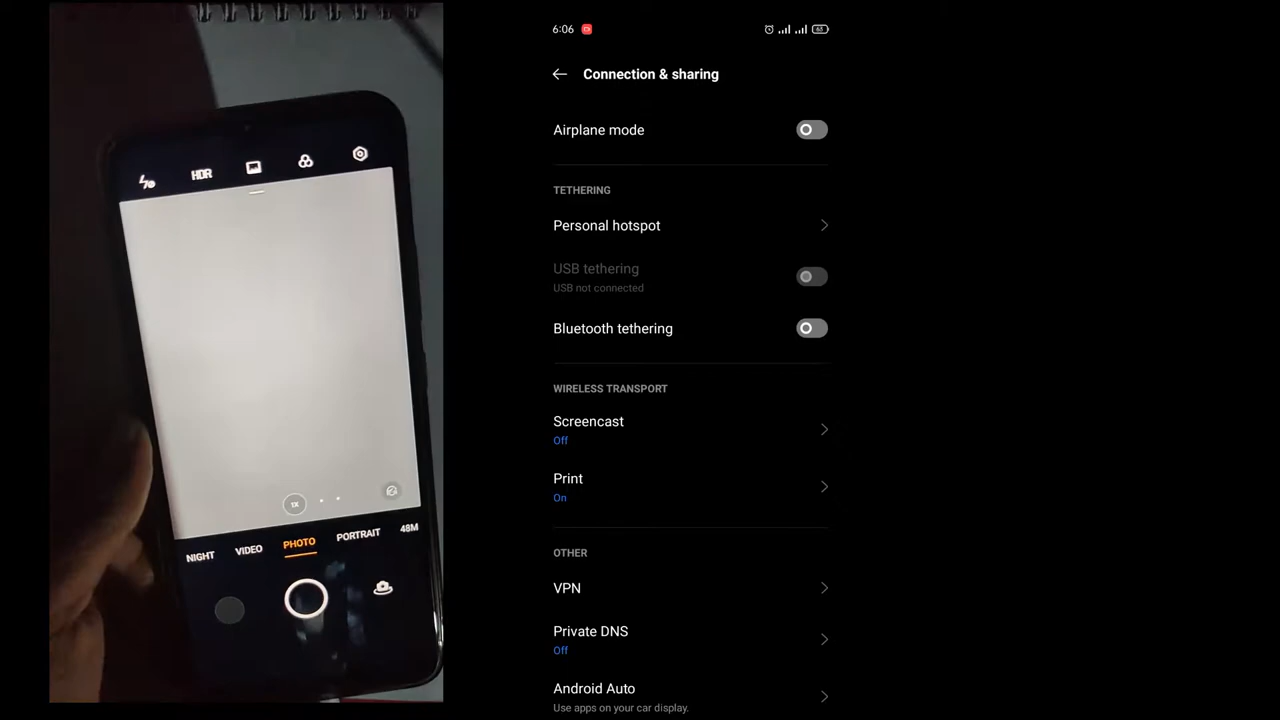 HDR
1X
NIGHT VIDEO PHOTO PORTRAIT 48M
6:06
63
Connection & sharing
Airplane mode
TETHERING
Personal hotspot
USB tethering
USB not connected
Bluetooth tethering
WIRELESS TRANSPORT
Screencast
Off
Print
On
OTHER
VPN
Private DNS
Off
Android Auto
Use apps on your car display.